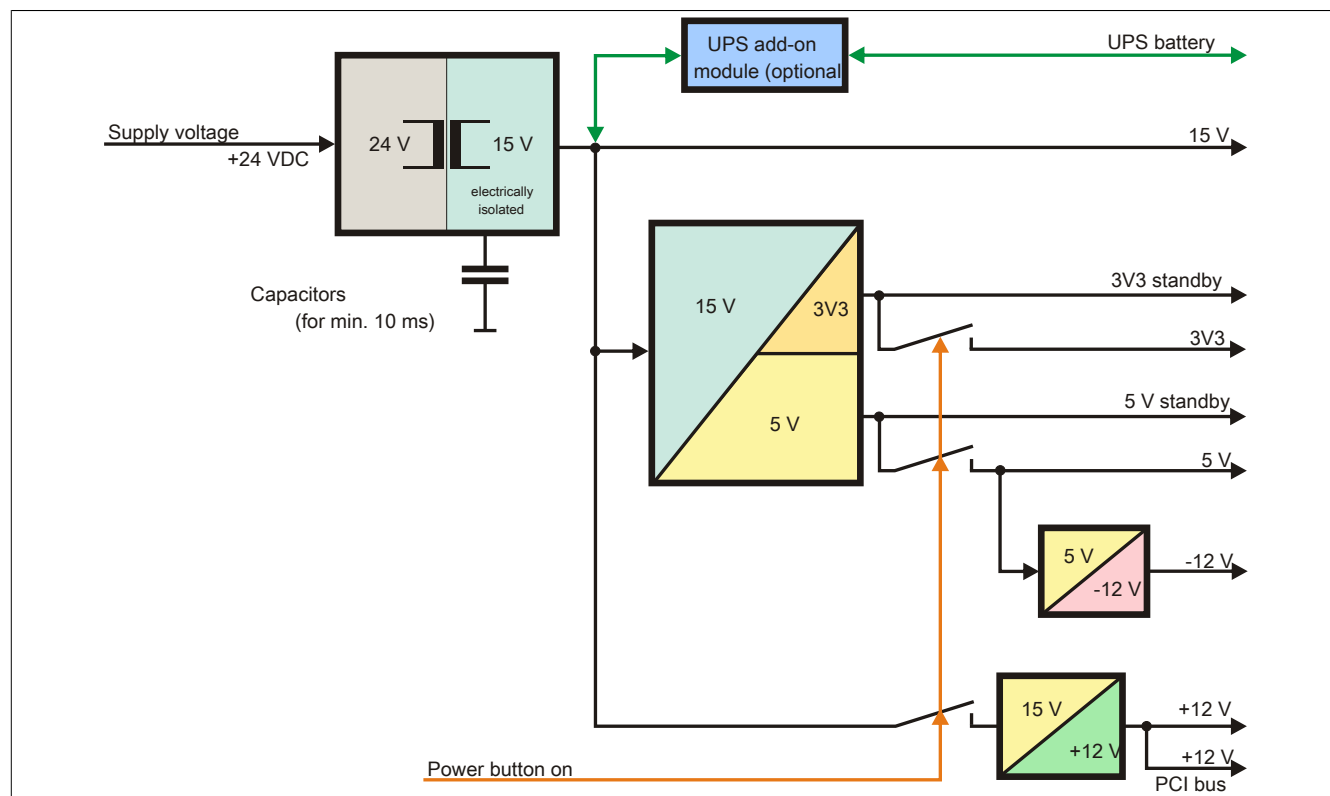 UPS add-on
module (optional
UPS battery
Supply voltage
+24 VDC
24 V
15 V
electrically
isolated
15 V
Capacitors
(for min. 10 ms)
15 V
3V3
5 V
3V3 standby
3V3
5 V standby
5 V
5 V
-12 V
-12 V
15 V
+12 V
+12 V
+12 V
PCI bus
Power button on